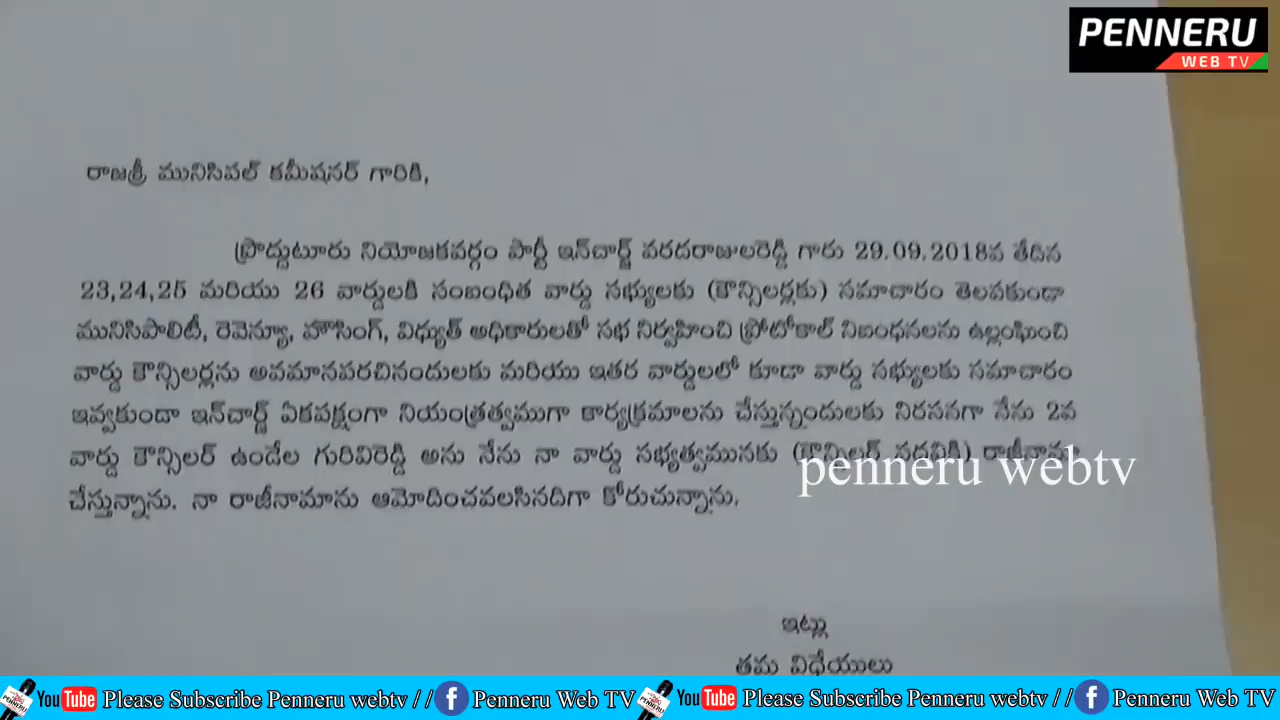 PENNERU
WEB TV
రాజశ్రీ మునిసిపల్ కమీషనర్ గారికి,
ప్రొద్దుటూరు నియోజకవర్గం పార్టీ ఇన్‌చార్జ్ వరదరాజులరెడ్డి గారు 29.09.2018వ తేదిన
23,24,25 మరియు 26 వార్డులకి సంబంధిత వార్డు సభ్యులకు (కౌన్సిలర్లకు) సమాచారం తెలపకుండా
మునిసిపాలిటీ, రెవెన్యూ, హౌసింగ్, విధ్యుత్ అధికారులతో సభ నిర్వహించి ప్రోటోకాల్ నిబంధనలను ఉల్లంఘించి
వార్డు కౌన్సిలర్లను అవమానపరచినందులకు మరియు ఇతర వార్డులలో కూడా వార్డు సభ్యులకు సమాచారం
ఇవ్వకుండా ఇన్‌చార్జ్ ఏకపక్షంగా నియంత్రత్వముగా కార్యక్రమాలను చేస్తున్నందులకు నిరసనగా నేను 2వ
వార్డు కౌన్సిలర్ ఉండేల గురివిరెడ్డి అను నేను నా వార్డు సభ్యత్వమునకు (కౌన్సిలర్ పదవికి) రాజీనామ
penneru webtv
చేస్తున్నాను. నా రాజీనామాను ఆమోదించవలసినదిగా కోరుచున్నాను.
ఇట్లు
తమ విధేయులు
YouTube Please Subscribe Penneru webtv // f Penneru Web TV YouTube Please Subscribe Penneru webtv // f Penneru Web TV